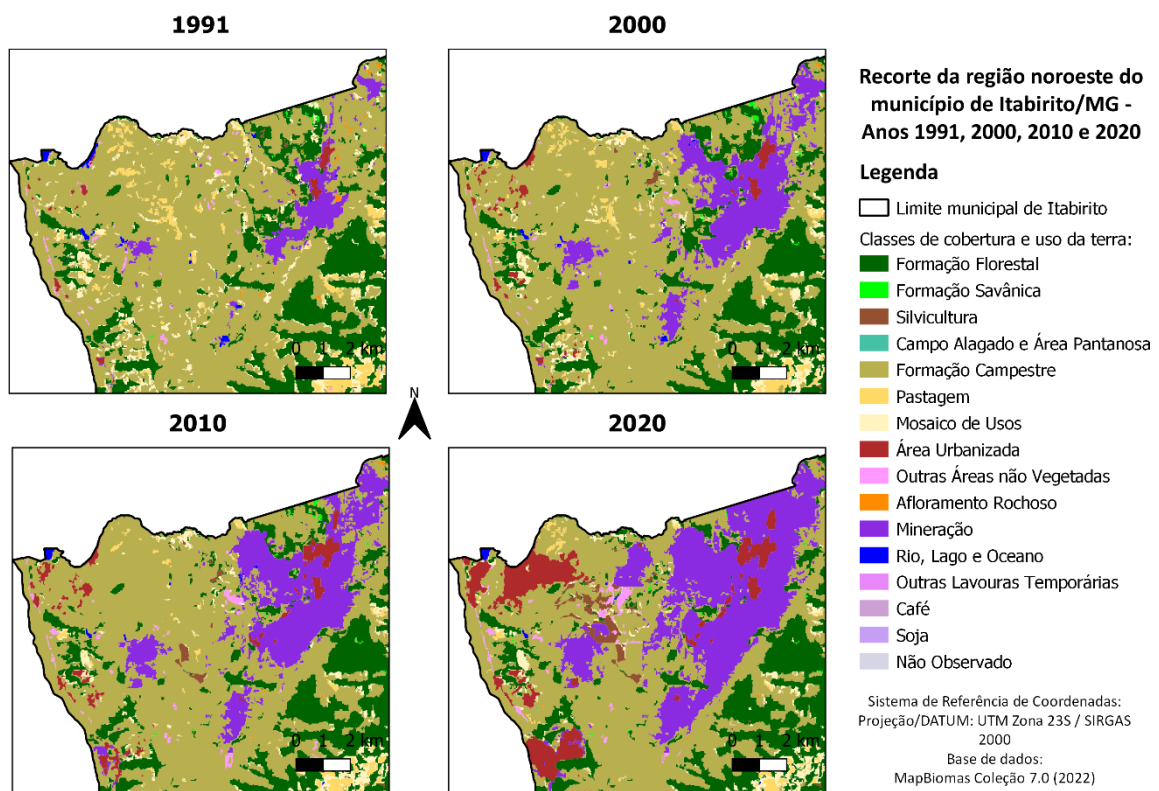 1991
2000
0 1 2 km
0 1 2 km
N
2010
2020
0 1 2 km
0 1 2 km
Recorte da região noroeste do
município de Itabirito/MG -
Anos 1991, 2000, 2010 e 2020
Legenda
Limite municipal de Itabirito
Classes de cobertura e uso da terra:
Formação Florestal
Formação Savânica
Silvicultura
Campo Alagado e Área Pantanosa
Formação Campestre
Pastagem
Mosaico de Usos
Área Urbanizada
Outras Áreas não Vegetadas
Afloramento Rochoso
Mineração
Rio, Lago e Oceano
Outras Lavouras Temporárias
Café
Soja
Não Observado
Sistema de Referência de Coordenadas:
Projeção/DATUM: UTM Zona 23S / SIRGAS
2000
Base de dados:
MapBiomas Coleção 7.0 (2022)